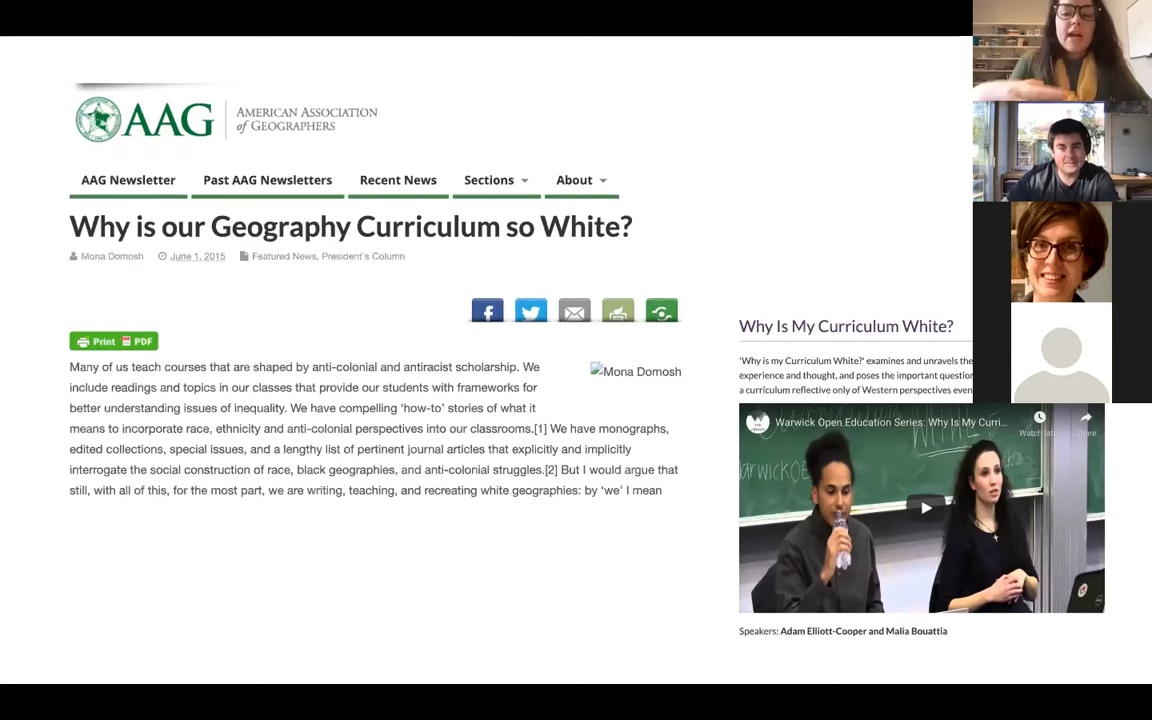 AAG
AMERICAN ASSOCIATION
of GEOGRAPHERS
AAG Newsletter
Past AAG Newsletters
Recent News
Sections
About
Why is our Geography Curriculum so White?
Mona Domosh June 1, 2015 Featured News, President's Column
Print PDF
Many of us teach courses that are shaped by anti-colonial and antiracist scholarship. We
include readings and topics in our classes that provide our students with frameworks for
better understanding issues of inequality. We have compelling 'how-to' stories of what it
means to incorporate race, ethnicity and anti-colonial perspectives into our classrooms.[1] We have monographs,
edited collections, special issues, and a lengthy list of pertinent journal articles that explicitly and implicitly
interrogate the social construction of race, black geographies, and anti-colonial struggles.[2] But I would argue that
still, with all of this, for the most part, we are writing, teaching, and recreating white geographies: by 'we' I mean
Mona Domosh
Why Is My Curriculum White?
'Why is my Curriculum White?' examines and unravels the
experience and thought, and poses the important question
a curriculum reflective only of Western perspectives even
Warwick Open Education Series: Why Is My Curri...
Watch later
Share
Speakers: Adam Elliott-Cooper and Malia Bouattia